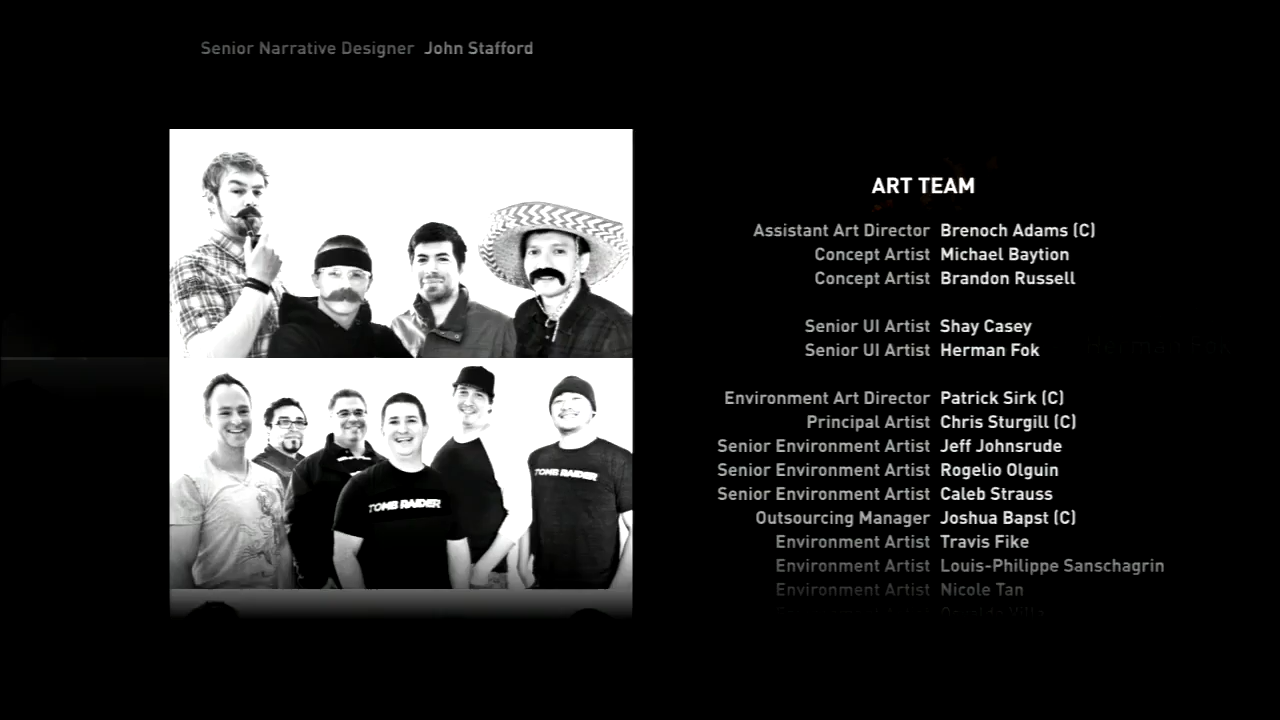 Senior Narrative Designer John Stafford
ART TEAM
Assistant Art Director Brenoch Adams (C)
Concept Artist Michael Baytion
Concept Artist Brandon Russell
Senior UI Artist Shay Casey
Senior UI Artist Herman Fok
Environment Art Director Patrick Sirk (C)
Principal Artist Chris Sturgill (C)
Senior Environment Artist Jeff Johnsrude
Senior Environment Artist Rogelio Olguin
Senior Environment Artist Caleb Strauss
Outsourcing Manager Joshua Bapst (C)
Environment Artist Travis Fike
Environment Artist Louis-Philippe Sanschagrin
Environment Artist Nicole Tan
TOMB RAIDER
TOMB RAIDER